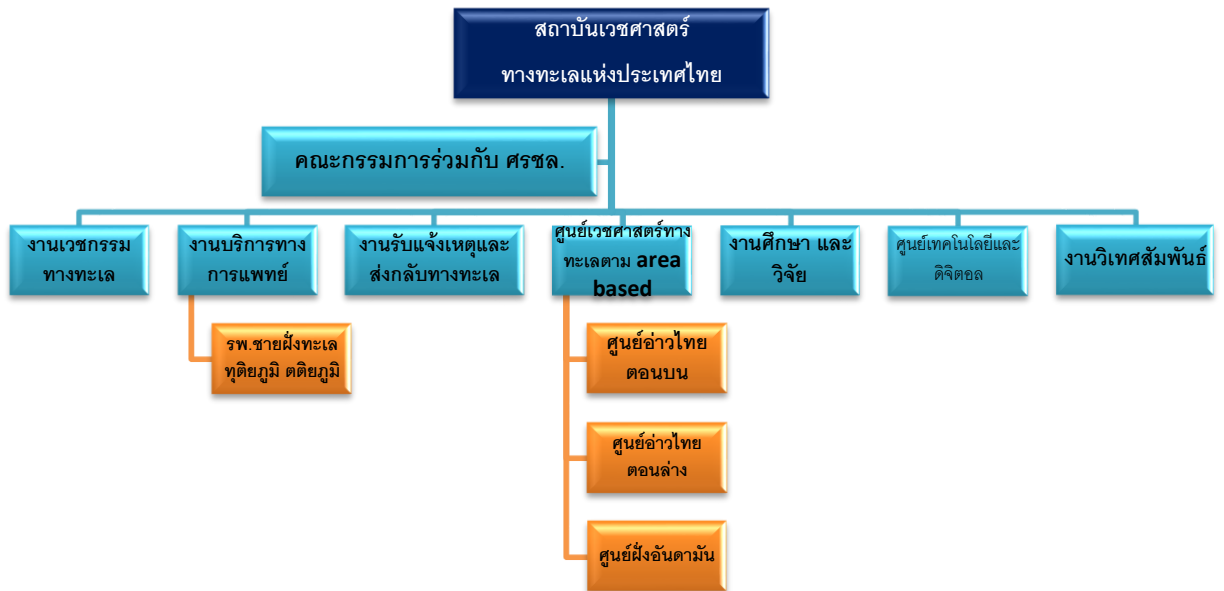 สถาบันเวชศาสตร์
ทางทะเลแห่งประเทศไทย
คณะกรรมการร่วมกับ ศรชล.
งานเวชกรรม
ทางทะเล
งานบริการทาง
การแพทย์
งานรับแจ้งเหตุและ
ส่งกลับทางทะเล
ศูนย์เวชศาสตร์ทาง
ทะเลตาม area
based
งานศึกษา และ
วิจัย
ศูนย์เทคโนโลยีและ
ดิจิตอล
งานวิเทศสัมพันธ์
รพ.ชายฝั่งทะเล
ทุติยภูมิ ตติยภูมิ
ศูนย์อ่าวไทย
ตอนบน
ศูนย์อ่าวไทย
ตอนล่าง
ศูนย์ฝั่งอันดามัน